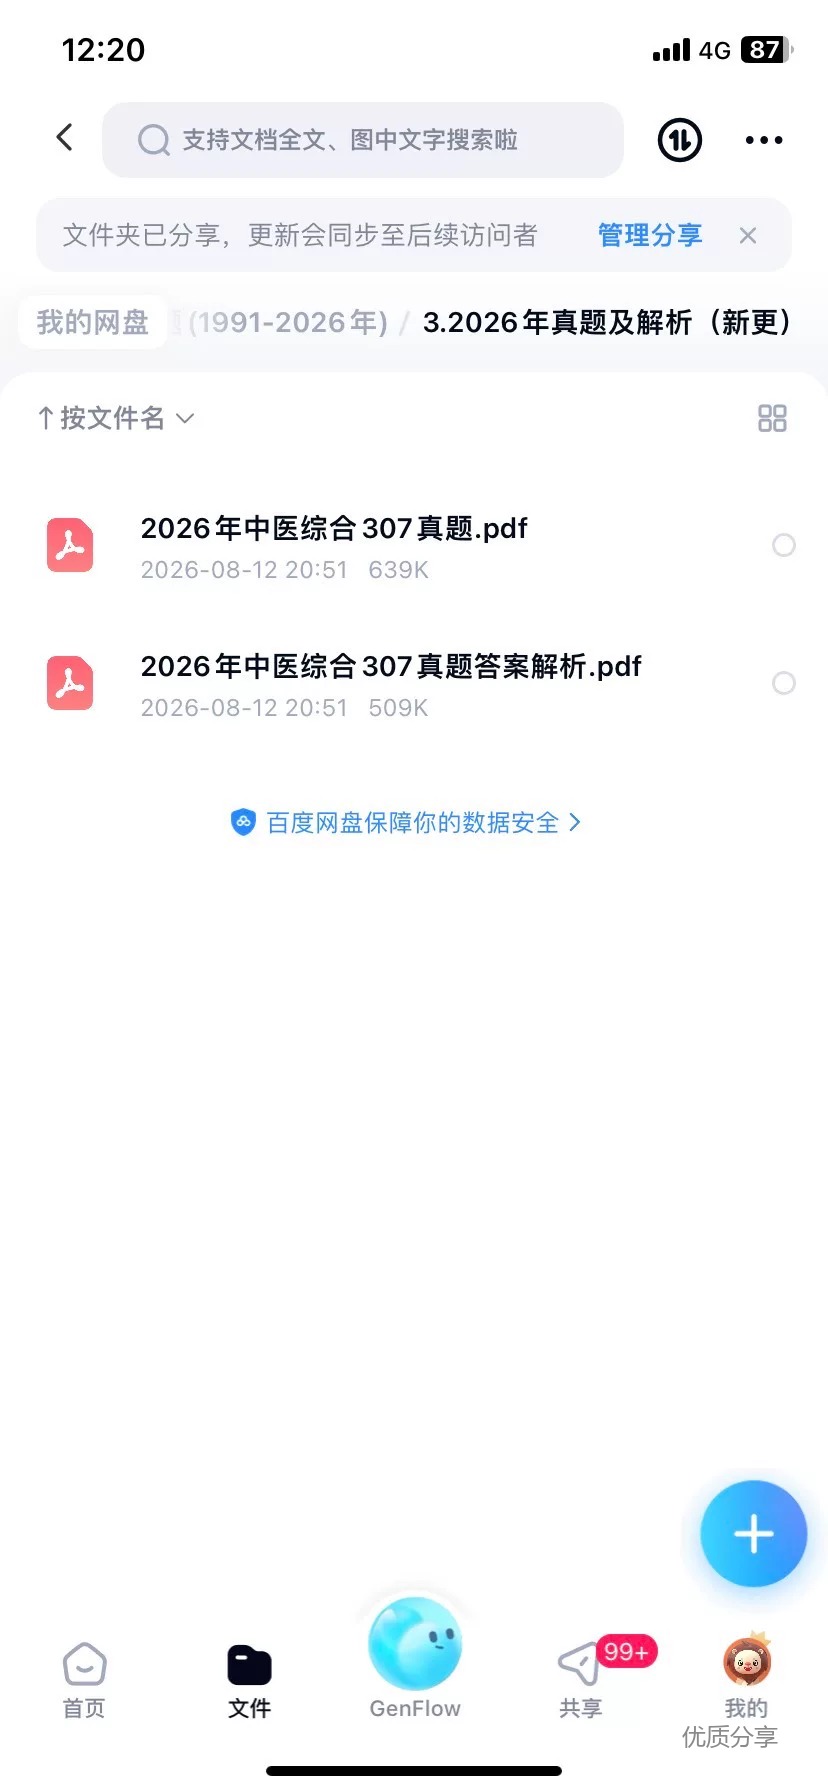 12:20
4G 87
支持文档全文、图中文字搜索啦
文件夹已分享，更新会同步至后续访问者 管理分享
我的网盘 (1991-2026年) / 3.2026年真题及解析（新更）
按文件名
2026年中医综合307真题.pdf
2026-08-12 20:51 639K
2026年中医综合307真题答案解析.pdf
2026-08-12 20:51 509K
百度网盘保障你的数据安全
99+
首页 文件 GenFlow 共享 我的
优质分享